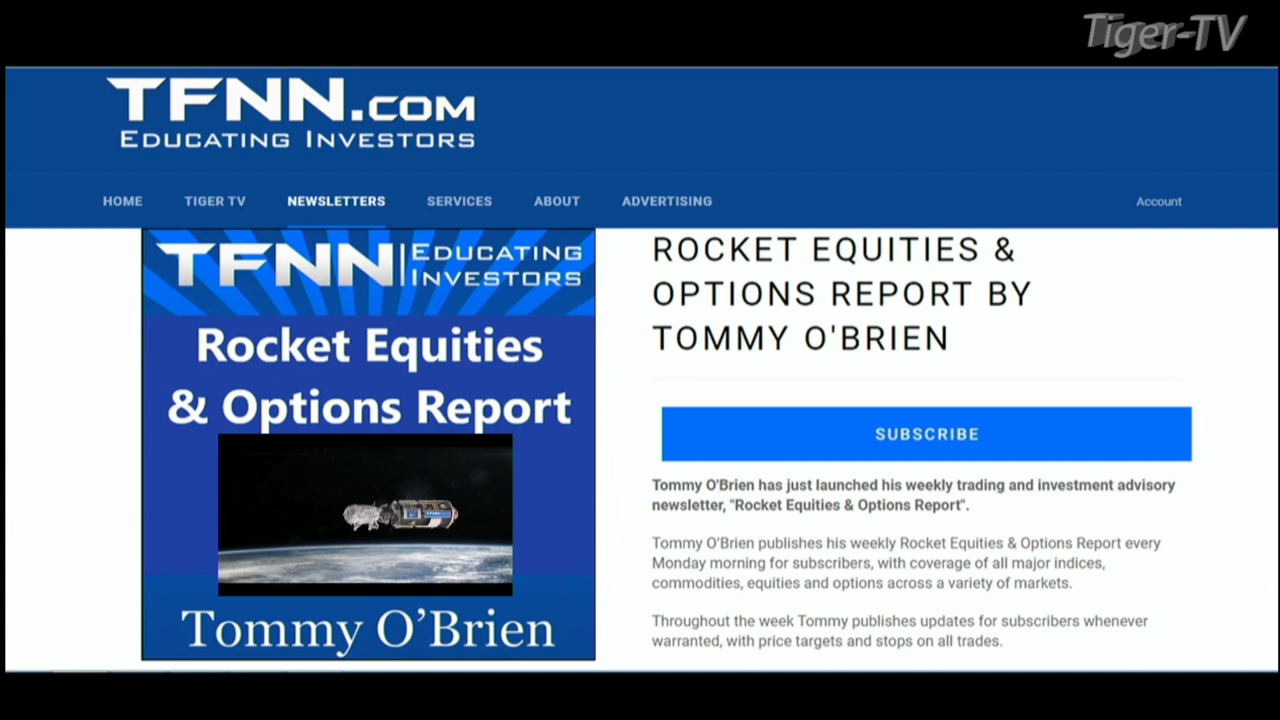 Tiger-TV
TFNN.COM
EDUCATING INVESTORS
HOME TIGER TV NEWSLETTERS SERVICES ABOUT ADVERTISING Account
TFNN EDUCATING INVESTORS
Rocket Equities
& Options Report
Tommy O'Brien
ROCKET EQUITIES &
OPTIONS REPORT BY
TOMMY O'BRIEN
SUBSCRIBE
Tommy O'Brien has just launched his weekly trading and investment advisory
newsletter, "Rocket Equities & Options Report".
Tommy O'Brien publishes his weekly Rocket Equities & Options Report every
Monday morning for subscribers, with coverage of all major indices,
commodities, equities and options across a variety of markets.
Throughout the week Tommy publishes updates for subscribers whenever
warranted, with price targets and stops on all trades.